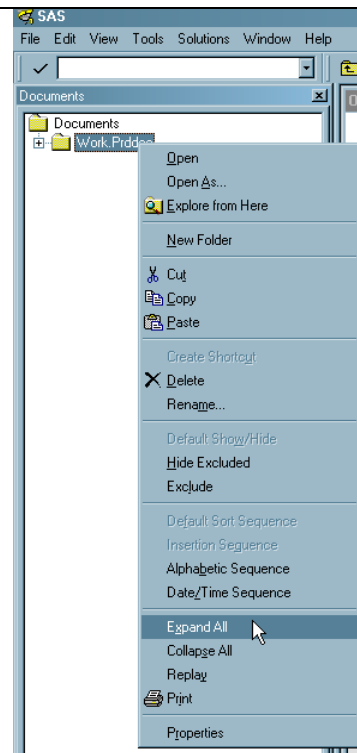 SAS
File Edit View Tools Solutions Window Help
Documents
Documents
Work.Prddoc
Open
Open As...
Explore from Here
New Folder
Cut
Copy
Paste
Create Shortcut
Delete
Rename...
Default Show/Hide
Hide Excluded
Exclude
Default Sort Sequence
Insertion Sequence
Alphabetic Sequence
Date/Time Sequence
Expand All
Collapse All
Replay
Print
Properties